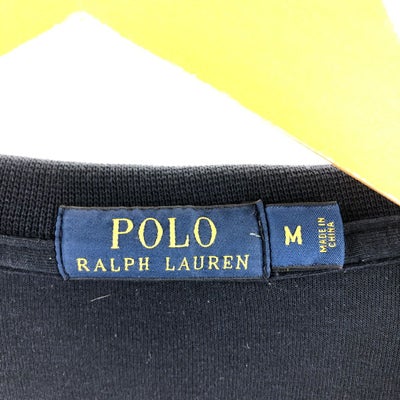 POLO
RALPH LAUREN
M
MADE IN
CHINA